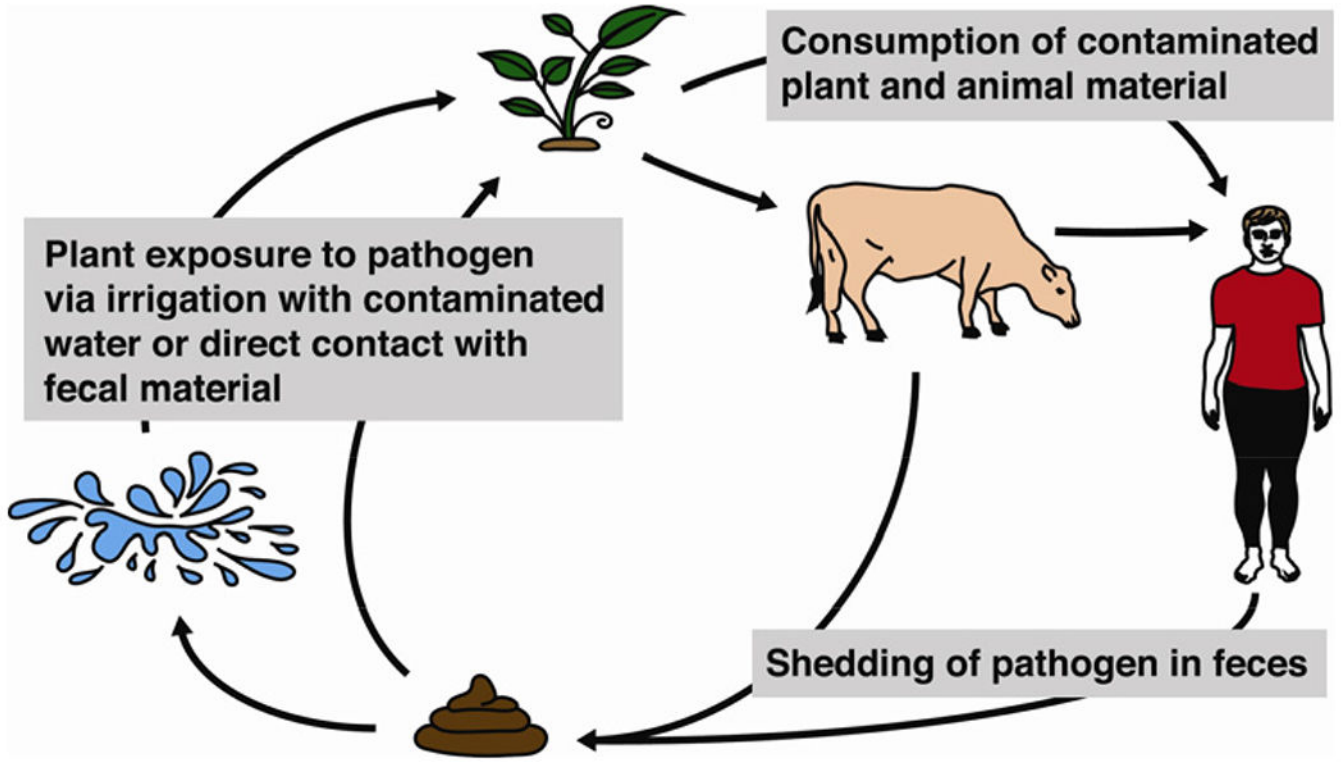 Consumption of contaminated
plant and animal material
Plant exposure to pathogen
via irrigation with contaminated
water or direct contact with
fecal material
Shedding of pathogen in feces